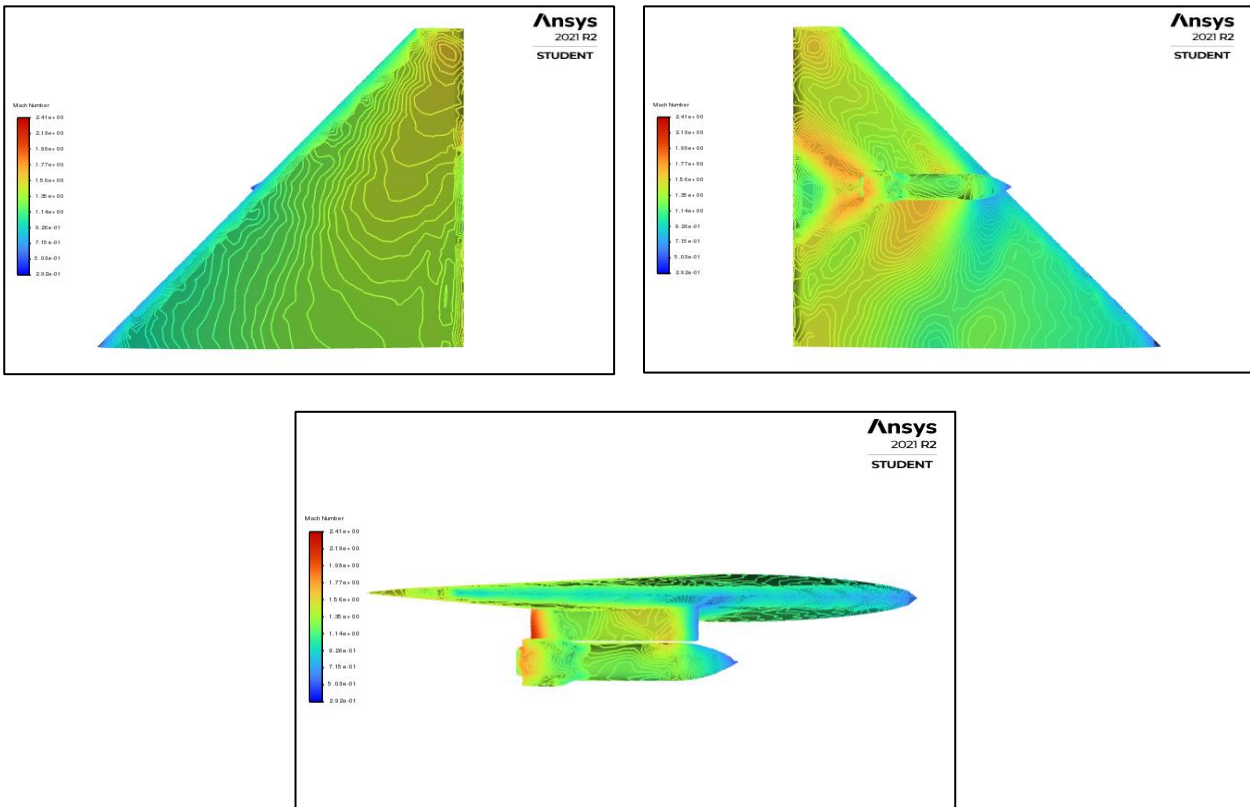 Ansys
2021 R2
STUDENT
Mach Number
2.41e+00
2.19e+00
1.98e+00
1.77e+00
1.56e+00
1.35e+00
1.14e+00
9.28e-01
7.15e-01
5.03e-01
2.92e-01
Ansys
2021 R2
STUDENT
Mach Number
2.41e+00
2.19e+00
1.98e+00
1.77e+00
1.56e+00
1.35e+00
1.14e+00
9.28e-01
7.15e-01
5.03e-01
2.92e-01
Ansys
2021 R2
STUDENT
Mach Number
2.41e+00
2.19e+00
1.98e+00
1.77e+00
1.56e+00
1.35e+00
1.14e+00
9.28e-01
7.15e-01
5.03e-01
2.92e-01